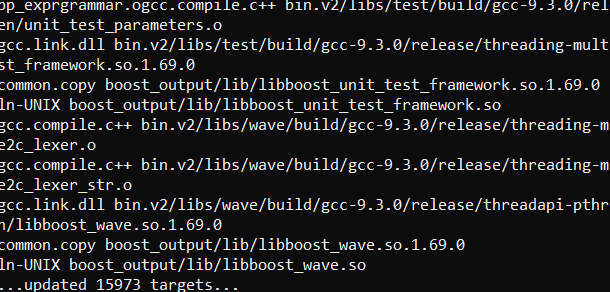 pp_exprgrammar.ogcc.compile.c++ bin.v2/libs/test/build/gcc-9.3.0/rel
en/unit_test_parameters.o
gcc.link.dll bin.v2/libs/test/build/gcc-9.3.0/release/threading-mult
st_framework.so.1.69.0
common.copy boost_output/lib/libboost_unit_test_framework.so.1.69.0
ln-UNIX boost_output/lib/libboost_unit_test_framework.so
gcc.compile.c++ bin.v2/libs/wave/build/gcc-9.3.0/release/threading-m
e2c_lexer.o
gcc.compile.c++ bin.v2/libs/wave/build/gcc-9.3.0/release/threading-m
e2c_lexer_str.o
gcc.link.dll bin.v2/libs/wave/build/gcc-9.3.0/release/threadapi-pthr
n/libboost_wave.so.1.69.0
common.copy boost_output/lib/libboost_wave.so.1.69.0
ln-UNIX boost_output/lib/libboost_wave.so
...updated 15973 targets...